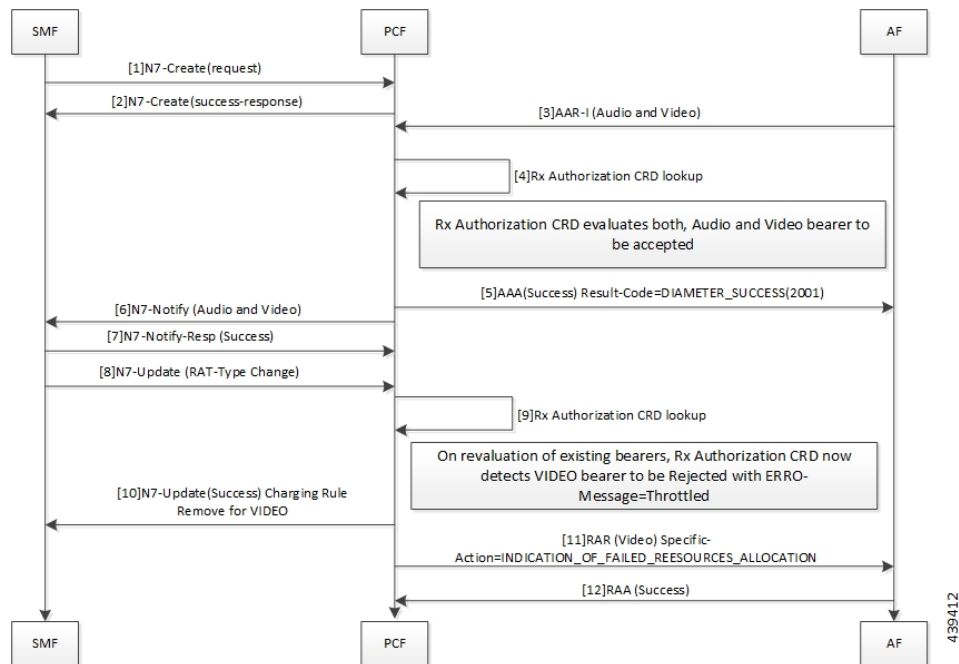 SMF
PCF
AF
[1]N7-Create(request)
[2]N7-Create(success-response)
[3]AAR-I (Audio and Video)
[4]Rx Authorization CRD lookup
Rx Authorization CRD evaluates both, Audio and Video bearer to
be accepted
[5]AAA(Success) Result-Code=DIAMETER_SUCCESS(2001)
[6]N7-Notify (Audio and Video)
[7]N7-Notify-Resp (Success)
[8]N7-Update (RAT-Type Change)
[9]Rx Authorization CRD lookup
On revaluation of existing bearers, Rx Authorization CRD now
detects VIDEO bearer to be Rejected with ERRO-
Message=Throttled
[10]N7-Update(Success) Charging Rule
Remove for VIDEO
[11]RAR (Video) Specific-
Action=INDICATION_OF_FAILED_REESOURCES_ALLOCATION
[12]RAA (Success)
SMF
PCF
AF
439412